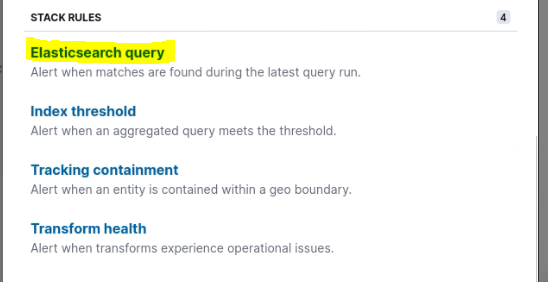 STACK RULES 4
Elasticsearch query
Alert when matches are found during the latest query run.
Index threshold
Alert when an aggregated query meets the threshold.
Tracking containment
Alert when an entity is contained within a geo boundary.
Transform health
Alert when transforms experience operational issues.